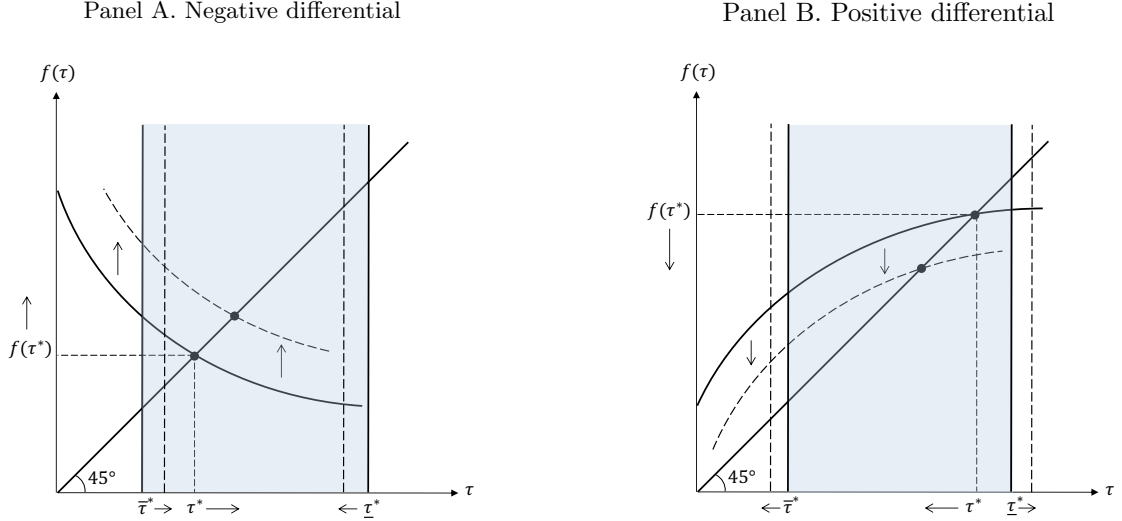 Panel A. Negative differential
f(τ)
f(τ*)
45°
τ̅*
τ*
τ̲*
τ
Panel B. Positive differential
f(τ)
f(τ*)
45°
τ̅*
τ*
τ̲*
τ